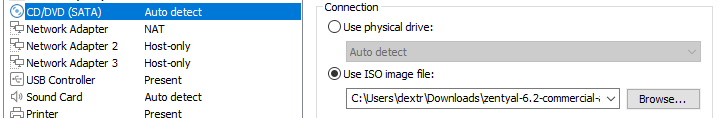 CD/DVD (SATA) Auto detect
Network Adapter NAT
Network Adapter 2 Host-only
Network Adapter 3 Host-only
USB Controller Present
Sound Card Auto detect
Printer Present
Connection
Use physical drive:
Auto detect
Use ISO image file:
C:\Users\dextr\Downloads\zentyal-6.2-commercial-
Browse...